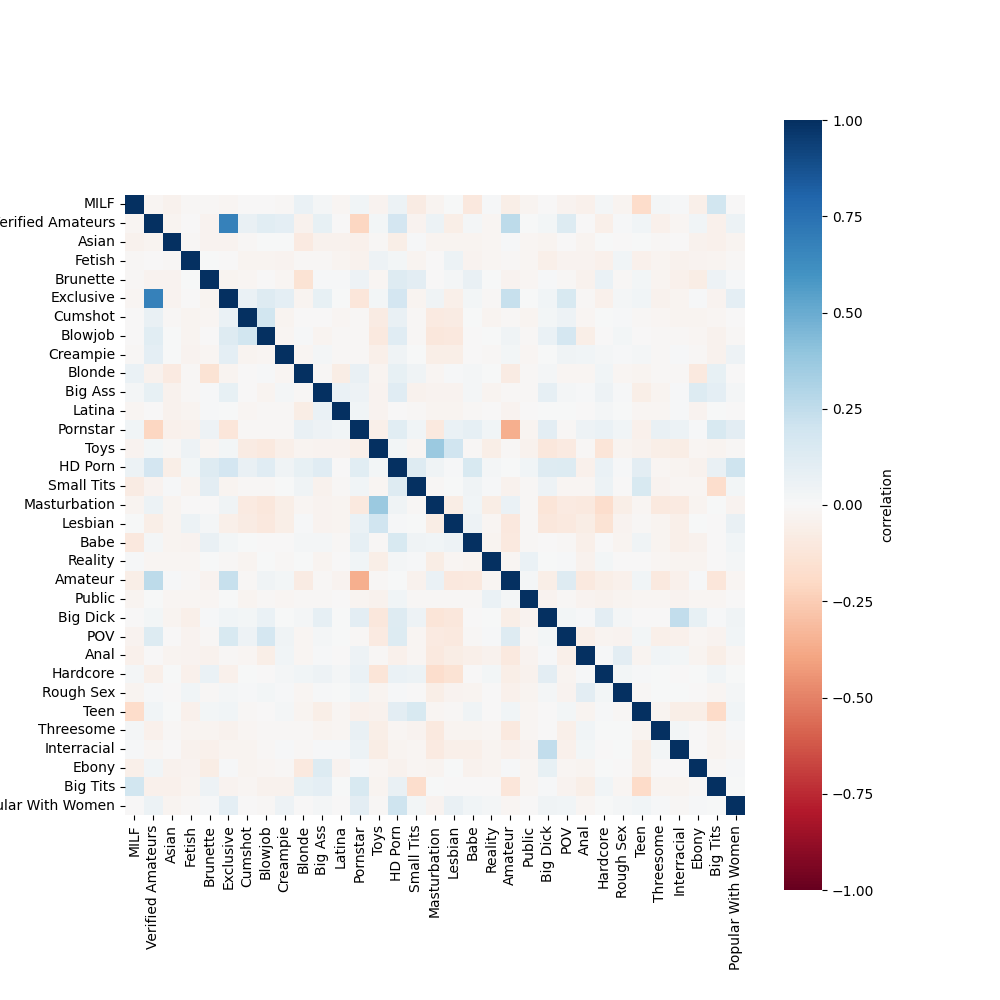 1.00
0.75
0.50
0.25
0.00
−0.25
−0.50
−0.75
−1.00
correlation
MILF
erified Amateurs
Asian
Fetish
Brunette
Exclusive
Cumshot
Blowjob
Creampie
Blonde
Big Ass
Latina
Pornstar
Toys
HD Porn
Small Tits
Masturbation
Lesbian
Babe
Reality
Amateur
Public
Big Dick
POV
Anal
Hardcore
Rough Sex
Teen
Threesome
Interracial
Ebony
Big Tits
ular With Women
MILF
Verified Amateurs
Asian
Fetish
Brunette
Exclusive
Cumshot
Blowjob
Creampie
Blonde
Big Ass
Latina
Pornstar
Toys
HD Porn
Small Tits
Masturbation
Lesbian
Babe
Reality
Amateur
Public
Big Dick
POV
Anal
Hardcore
Rough Sex
Teen
Threesome
Interracial
Ebony
Big Tits
Popular With Women